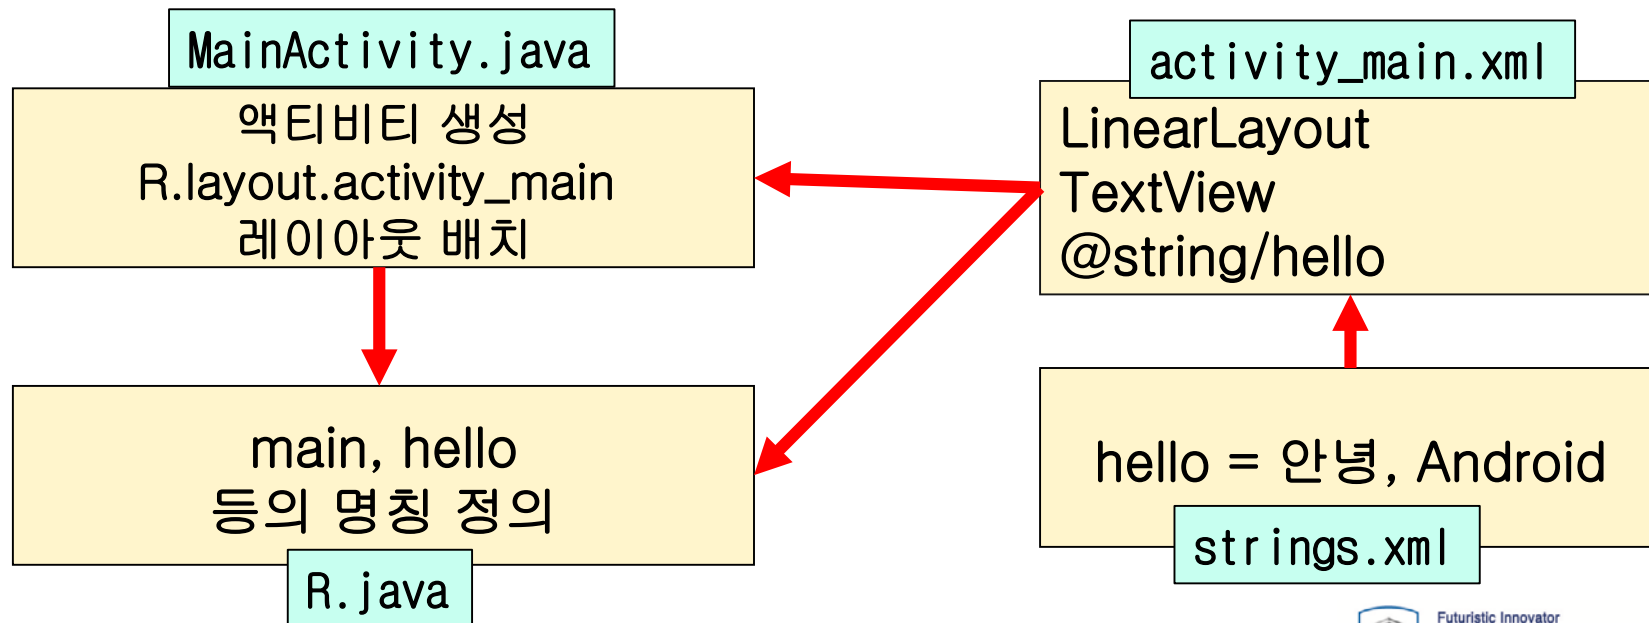 MainActivity.java
액티비티 생성
R.layout.activity_main
레이아웃 배치
activity_main.xml
LinearLayout
TextView
@string/hello
main, hello
등의 명칭 정의
R.java
hello = 안녕, Android
strings.xml
Futuristic Innovator